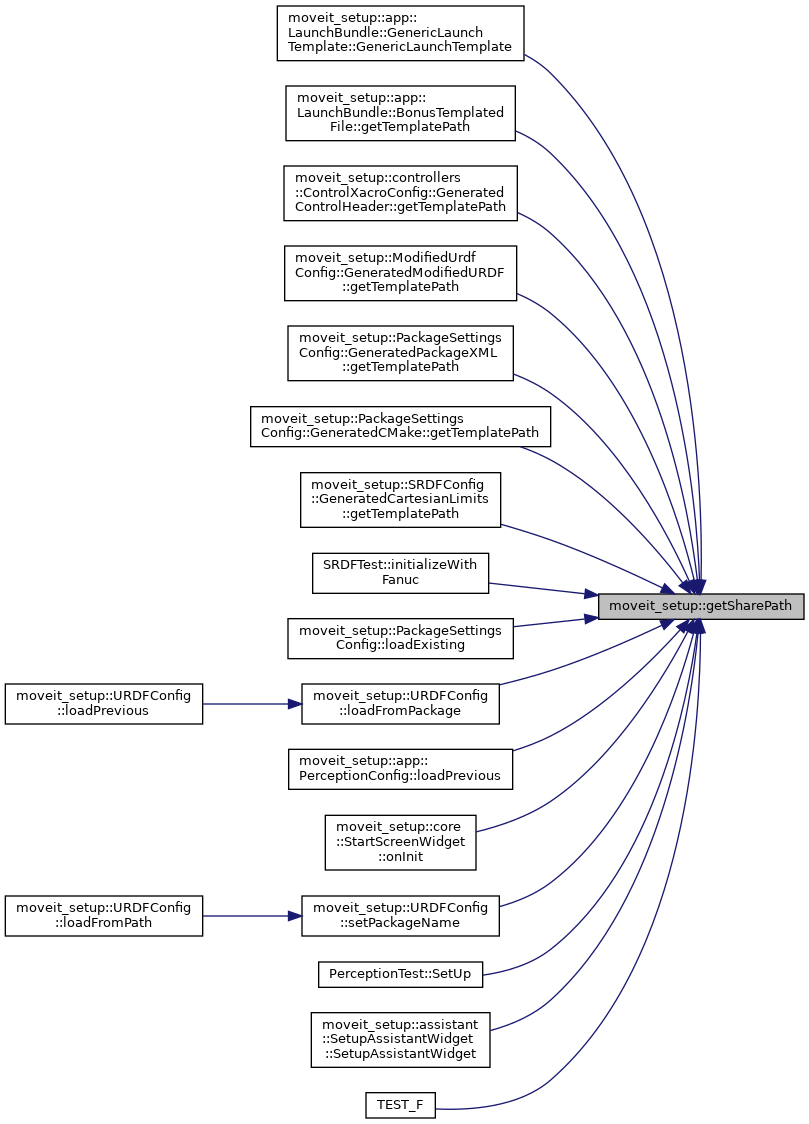 moveit_setup::app::
LaunchBundle::GenericLaunch
Template::GenericLaunchTemplate
moveit_setup::app::
LaunchBundle::BonusTemplated
File::getTemplatePath
moveit_setup::controllers
::ControlXacroConfig::Generated
ControlHeader::getTemplatePath
moveit_setup::ModifiedUrdf
Config::GeneratedModifiedURDF
::getTemplatePath
moveit_setup::PackageSettings
Config::GeneratedPackageXML
::getTemplatePath
moveit_setup::PackageSettings
Config::GeneratedCMake::getTemplatePath
moveit_setup::SRDFConfig
::GeneratedCartesianLimits
::getTemplatePath
SRDFTest::initializeWith
Fanuc
moveit_setup::getSharePath
moveit_setup::PackageSettings
Config::loadExisting
moveit_setup::URDFConfig
::loadPrevious
moveit_setup::URDFConfig
::loadFromPackage
moveit_setup::app::
PerceptionConfig::loadPrevious
moveit_setup::core
::StartScreenWidget
::onInit
moveit_setup::URDFConfig
::loadFromPath
moveit_setup::URDFConfig
::setPackageName
PerceptionTest::SetUp
moveit_setup::assistant
::SetupAssistantWidget
::SetupAssistantWidget
TEST_F